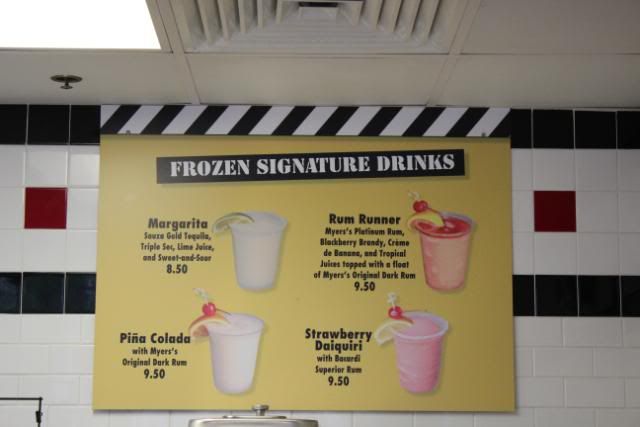 FROZEN SIGNATURE DRINKS
Margarita
Sauza Gold Tequila,
Triple Sec, Lime Juice,
and Sweet-and-Sour
8.50
Rum Runner
Myers's Platinum Rum,
Blackberry Brandy, Crème
de Banana, and Tropical
Juices topped with a float
of Myers's Original Dark Rum
9.50
Piña Colada
with Myers's
Original Dark Rum
9.50
Strawberry
Daiquiri
with Bacardi
Superior Rum
9.50